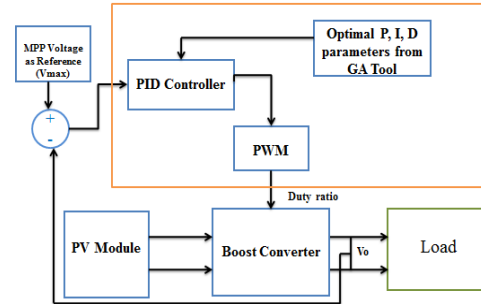 MPP Voltage
as Reference
(Vmax)
+
-
PID Controller
Optimal P, I, D
parameters from
GA Tool
PWM
Duty ratio
PV Module
Boost Converter
Vo
Load